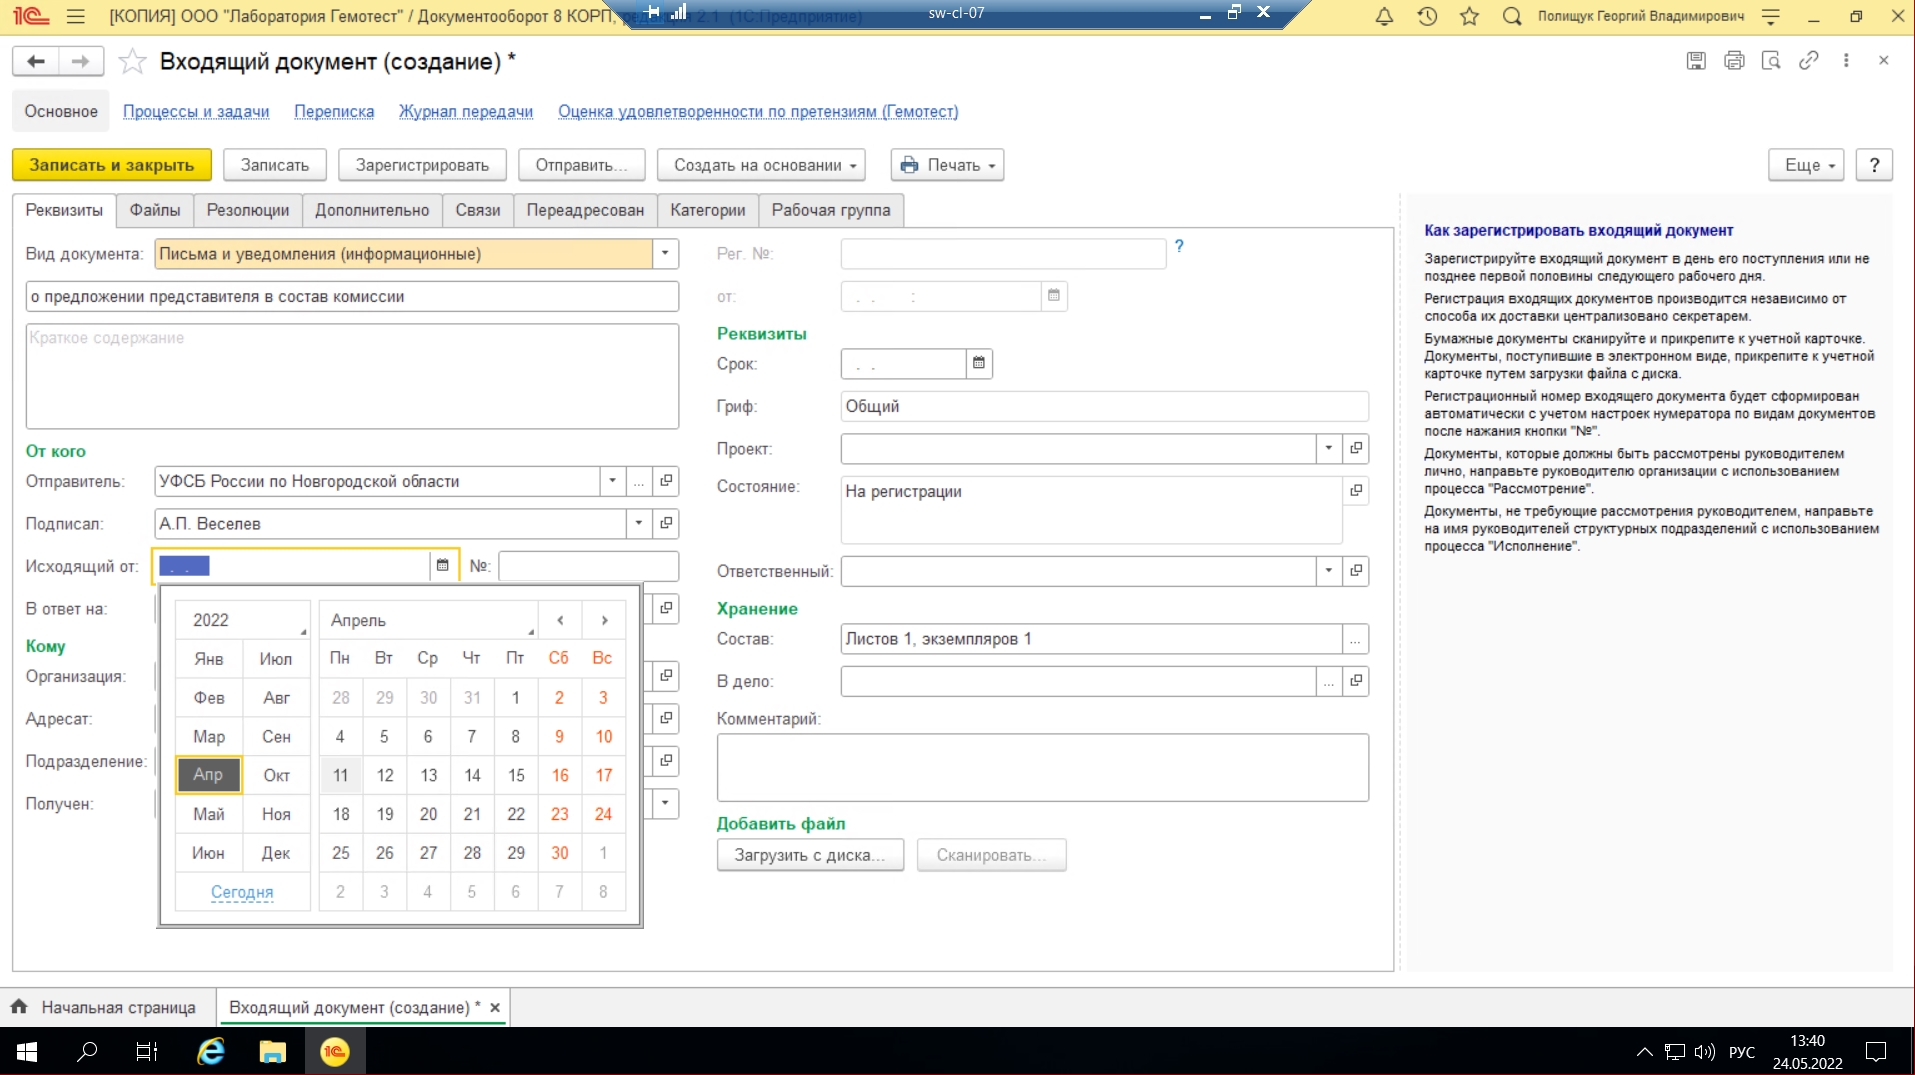 [КОПИЯ] ООО "Лаборатория Гемотест" / Документооборот 8 КОРП, редакция 2.1 (1С:Предприятие)
sw-cl-07
Полищук Георгий Владимирович
Входящий документ (создание) *
Основное Процессы и задачи Переписка Журнал передачи Оценка удовлетворенности по претензиям (Гемотест)
Записать и закрыть Записать Зарегистрировать Отправить... Создать на основании Печать Еще ?
Реквизиты Файлы Резолюции Дополнительно Связи Переадресован Категории Рабочая группа
Вид документа: Письма и уведомления (информационные)
о предложении представителя в состав комиссии
Краткое содержание
От кого
Отправитель: УФСБ России по Новгородской области ...
Подписал: А.П. Веселев
Исходящий от: . . №:
В ответ на:
Кому
Организация:
Адресат:
Подразделение:
Получен:
2022 Апрель
Янв Июл
Фев Авг
Мар Сен
Апр Окт
Май Ноя
Июн Дек
Сегодня
Пн Вт Ср Чт Пт Сб Вс
28 29 30 31 1 2 3
4 5 6 7 8 9 10
11 12 13 14 15 16 17
18 19 20 21 22 23 24
25 26 27 28 29 30 1
2 3 4 5 6 7 8
Рег. №: ?
от: . . :
Реквизиты
Срок: . .
Гриф: Общий
Проект:
Состояние: На регистрации
Ответственный:
Хранение
Состав: Листов 1, экземпляров 1 ...
В дело: ...
Комментарий:
Добавить файл
Загрузить с диска... Сканировать...
Как зарегистрировать входящий документ
Зарегистрируйте входящий документ в день его поступления или не
позднее первой половины следующего рабочего дня.
Регистрация входящих документов производится независимо от
способа их доставки централизовано секретарем.
Бумажные документы сканируйте и прикрепите к учетной карточке.
Документы, поступившие в электронном виде, прикрепите к учетной
карточке путем загрузки файла с диска.
Регистрационный номер входящего документа будет сформирован
автоматически с учетом настроек нумератора по видам документов
после нажания кнопки "№".
Документы, которые должны быть рассмотрены руководителем
лично, направьте руководителю организации с использованием
процесса "Рассмотрение".
Документы, не требующие рассмотрения руководителем, направьте
на имя руководителей структурных подразделений с использованием
процесса "Исполнение".
Начальная страница Входящий документ (создание) *
РУС
13:40
24.05.2022